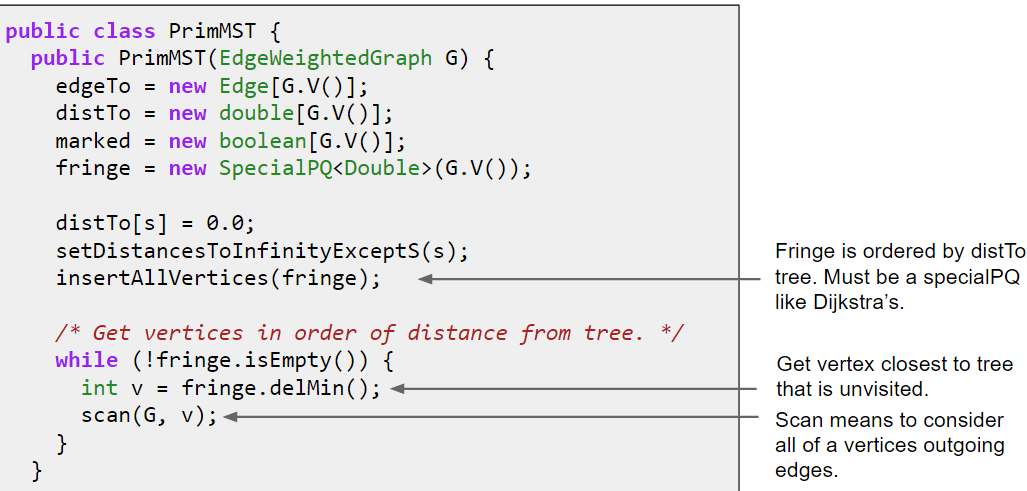 public class PrimMST {
public PrimMST(EdgeWeightedGraph G) {
edgeTo = new Edge[G.V()];
distTo = new double[G.V()];
marked = new boolean[G.V()];
fringe = new SpecialPQ<Double>(G.V());
distTo[s] = 0.0;
setDistancesToInfinityExceptS(s);
insertAllVertices(fringe);
Fringe is ordered by distTo
tree. Must be a specialPQ
like Dijkstra's.
/* Get vertices in order of distance from tree. */
while (!fringe.isEmpty()) {
int v = fringe.delMin();
Get vertex closest to tree
that is unvisited.
scan(G, v);
Scan means to consider
all of a vertices outgoing
edges.
}
}